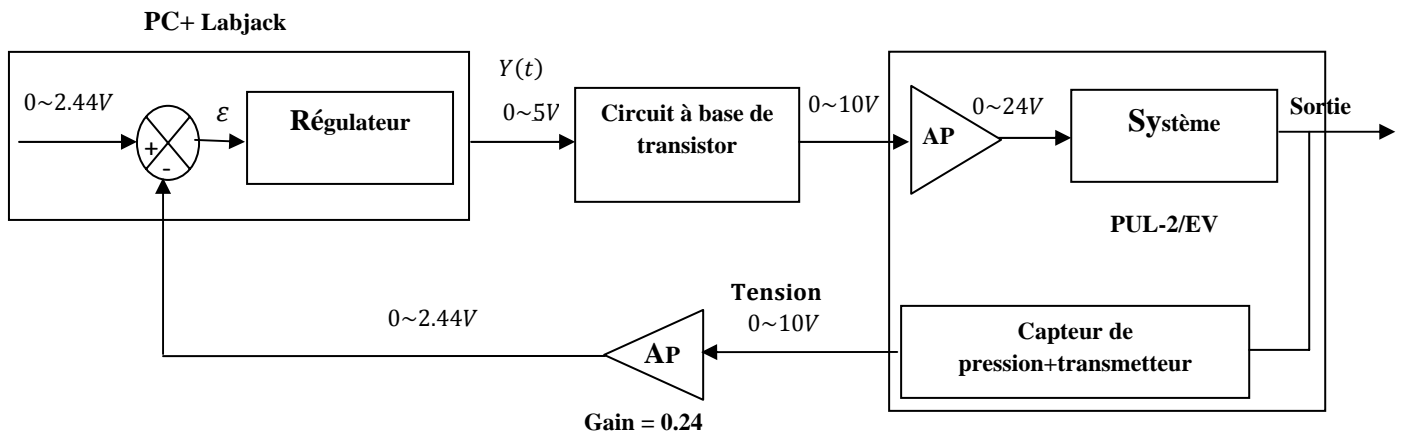 PC+ Labjack
0~2.44V
ε
+
-
Régulateur
Y(t)
0~.5V
Circuit à base de
transistor
0~10V
AP
0~24V
Système
Sortie
PUL-2/EV
Capteur de
pression+transmetteur
Tension
0~10V
AP
Gain = 0.24
0~2.44V